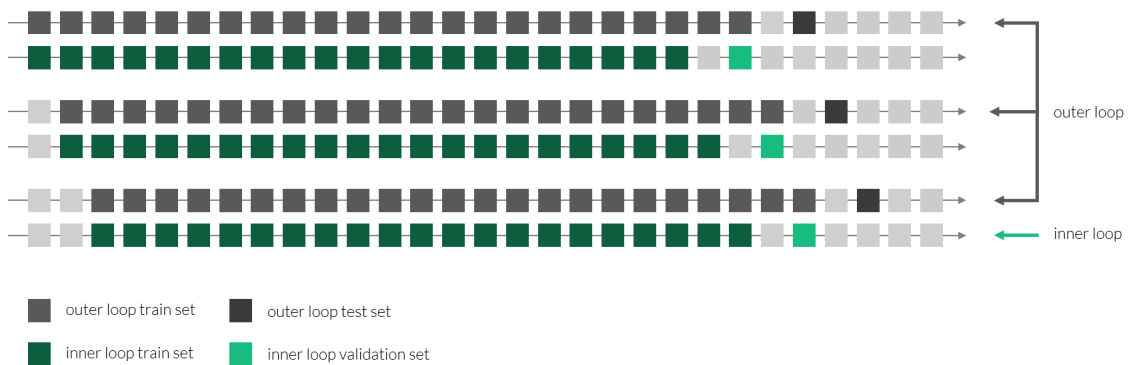 outer loop
inner loop
outer loop train set
outer loop test set
inner loop train set
inner loop validation set